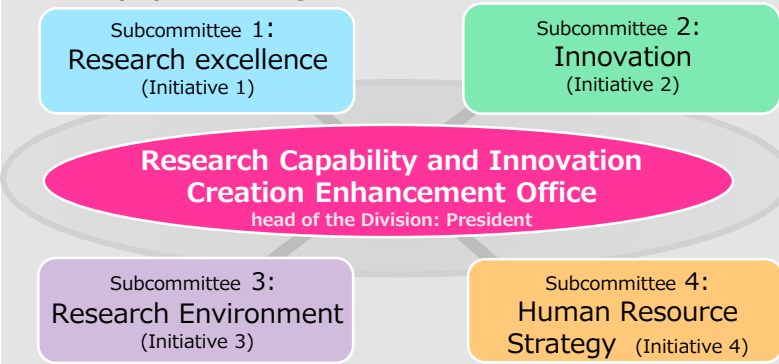 Subcommittee 1:
Research excellence
(Initiative 1)
Subcommittee 2:
Innovation
(Initiative 2)
Research Capability and Innovation
Creation Enhancement Office
head of the Division: President
Subcommittee 3:
Research Environment
(Initiative 3)
Subcommittee 4:
Human Resource
Strategy (Initiative 4)